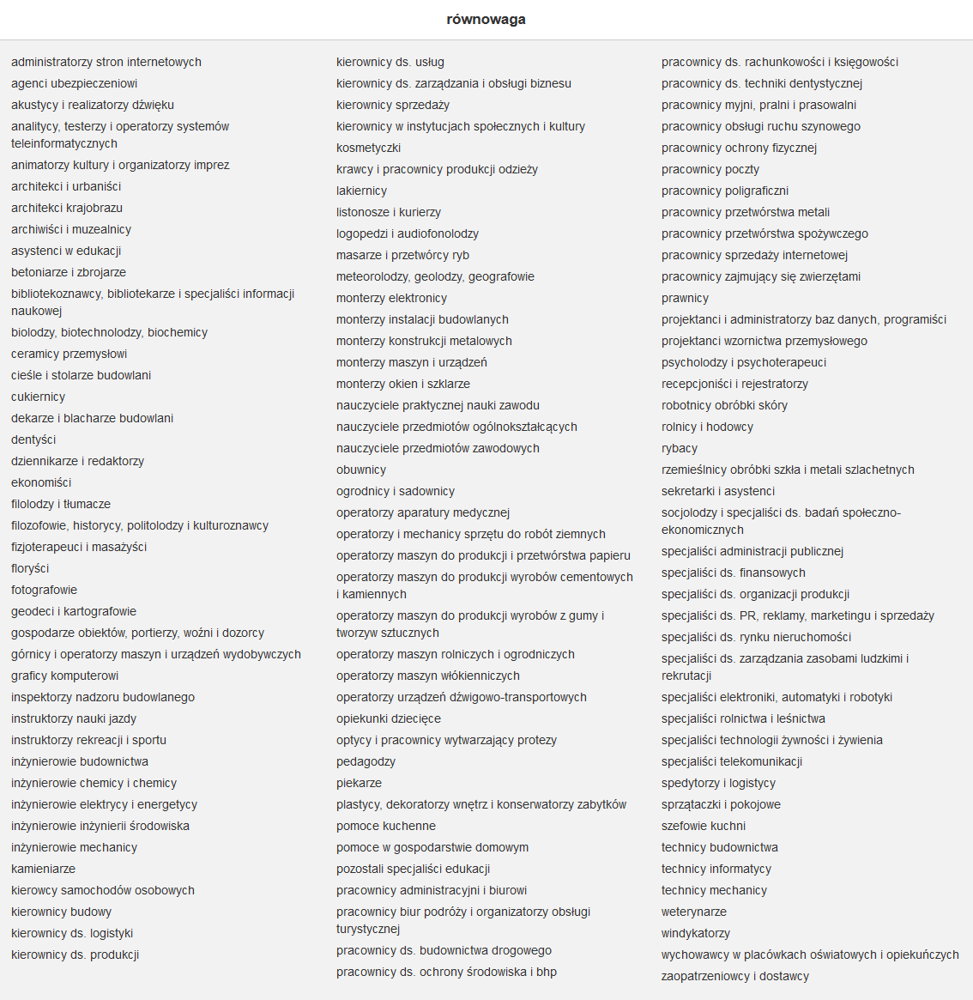 równowaga
administratorzy stron internetowych
agenci ubezpieczeniowi
akustycy i realizatorzy dźwięku
analitycy, testerzy i operatorzy systemów
teleinformatycznych
animatorzy kultury i organizatorzy imprez
architekci i urbaniści
architekci krajobrazu
archiwiści i muzealnicy
asystenci w edukacji
betoniarze i zbrojarze
bibliotekoznawcy, bibliotekarze i specjaliści informacji
naukowej
biolodzy, biotechnolodzy, biochemicy
ceramicy przemysłowi
cieśle i stolarze budowlani
cukiernicy
dekarze i blacharze budowlani
dentyści
dziennikarze i redaktorzy
ekonomiści
filolodzy i tłumacze
filozofowie, historycy, politolodzy i kulturoznawcy
fizjoterapeuci i masażyści
floryści
fotografowie
geodeci i kartografowie
gospodarze obiektów, portierzy, woźni i dozorcy
górnicy i operatorzy maszyn i urządzeń wydobywczych
graficy komputerowi
inspektorzy nadzoru budowlanego
instruktorzy nauki jazdy
instruktorzy rekreacji i sportu
inżynierowie budownictwa
inżynierowie chemicy i chemicy
inżynierowie elektrycy i energetycy
inżynierowie inżynierii środowiska
inżynierowie mechanicy
kamieniarze
kierowcy samochodów osobowych
kierownicy budowy
kierownicy ds. logistyki
kierownicy ds. produkcji
kierownicy ds. usług
kierownicy ds. zarządzania i obsługi biznesu
kierownicy sprzedaży
kierownicy w instytucjach społecznych i kultury
kosmetyczki
krawcy i pracownicy produkcji odzieży
lakiernicy
listonosze i kurierzy
logopedzi i audiofonolodzy
masarze i przetwórcy ryb
meteorolodzy, geolodzy, geografowie
monterzy elektronicy
monterzy instalacji budowlanych
monterzy konstrukcji metalowych
monterzy maszyn i urządzeń
monterzy okien i szklarze
nauczyciele praktycznej nauki zawodu
nauczyciele przedmiotów ogólnokształcących
nauczyciele przedmiotów zawodowych
obuwnicy
ogrodnicy i sadownicy
operatorzy aparatury medycznej
operatorzy i mechanicy sprzętu do robót ziemnych
operatorzy maszyn do produkcji i przetwórstwa papieru
operatorzy maszyn do produkcji wyrobów cementowych
i kamiennych
operatorzy maszyn do produkcji wyrobów z gumy i
tworzyw sztucznych
operatorzy maszyn rolniczych i ogrodniczych
operatorzy maszyn włókienniczych
operatorzy urządzeń dźwigowo-transportowych
opiekunki dziecięce
optycy i pracownicy wytwarzający protezy
pedagodzy
piekarze
plastycy, dekoratorzy wnętrz i konserwatorzy zabytków
pomoce kuchenne
pomoce w gospodarstwie domowym
pozostali specjaliści edukacji
pracownicy administracyjni i biurowi
pracownicy biur podróży i organizatorzy obsługi
turystycznej
pracownicy ds. budownictwa drogowego
pracownicy ds. ochrony środowiska i bhp
pracownicy ds. rachunkowości i księgowości
pracownicy ds. techniki dentystycznej
pracownicy myjni, pralni i prasowalni
pracownicy obsługi ruchu szynowego
pracownicy ochrony fizycznej
pracownicy poczty
pracownicy poligraficzni
pracownicy przetwórstwa metali
pracownicy przetwórstwa spożywczego
pracownicy sprzedaży internetowej
pracownicy zajmujący się zwierzętami
prawnicy
projektanci i administratorzy baz danych, programiści
projektanci wzornictwa przemysłowego
psycholodzy i psychoterapeuci
recepcjoniści i rejestratorzy
robotnicy obróbki skóry
rolnicy i hodowcy
rybacy
rzemieślnicy obróbki szkła i metali szlachetnych
sekretarki i asystenci
socjolodzy i specjaliści ds. badań społeczno-
ekonomicznych
specjaliści administracji publicznej
specjaliści ds. finansowych
specjaliści ds. organizacji produkcji
specjaliści ds. PR, reklamy, marketingu i sprzedaży
specjaliści ds. rynku nieruchomości
specjaliści ds. zarządzania zasobami ludzkimi i
rekrutacji
specjaliści elektroniki, automatyki i robotyki
specjaliści rolnictwa i leśnictwa
specjaliści technologii żywności i żywienia
specjaliści telekomunikacji
spedytorzy i logistycy
sprzątaczki i pokojowe
szefowie kuchni
technicy budownictwa
technicy informatycy
technicy mechanicy
weterynarze
windykatorzy
wychowawcy w placówkach oświatowych i opiekuńczych
zaopatrzeniowcy i dostawcy